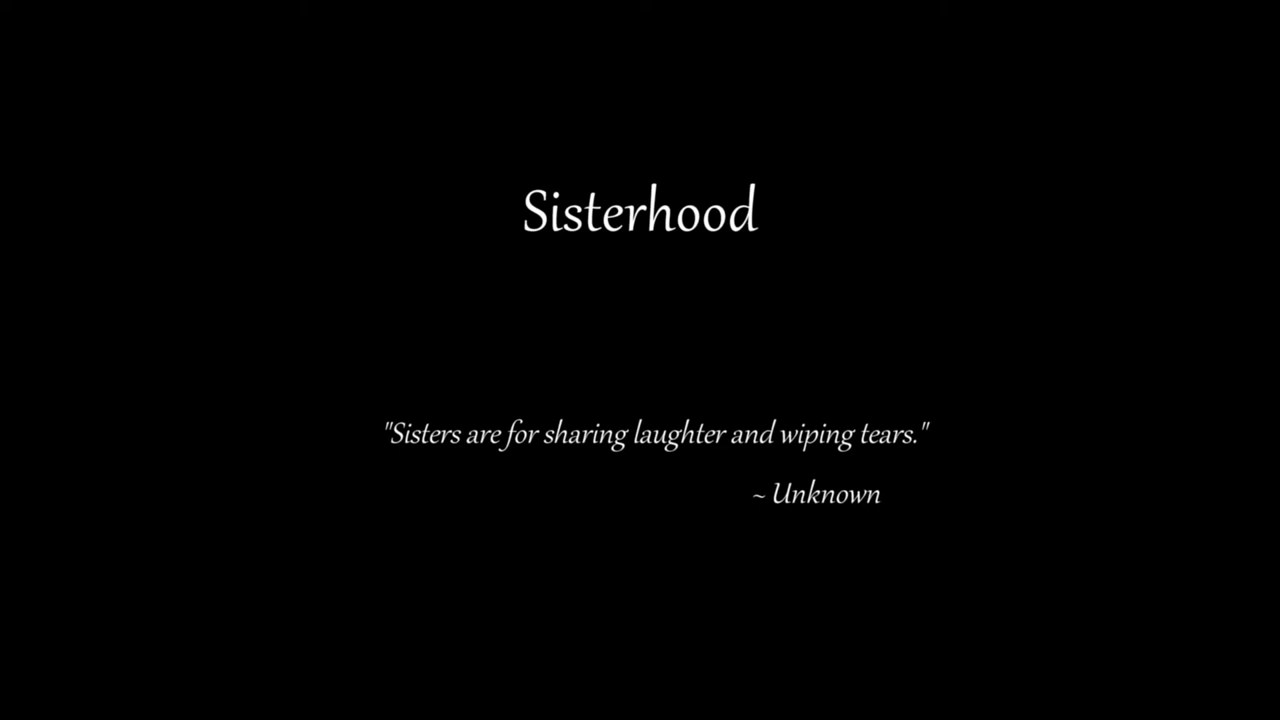 Sisterhood
"Sisters are for sharing laughter and wiping tears."
~ Unknown